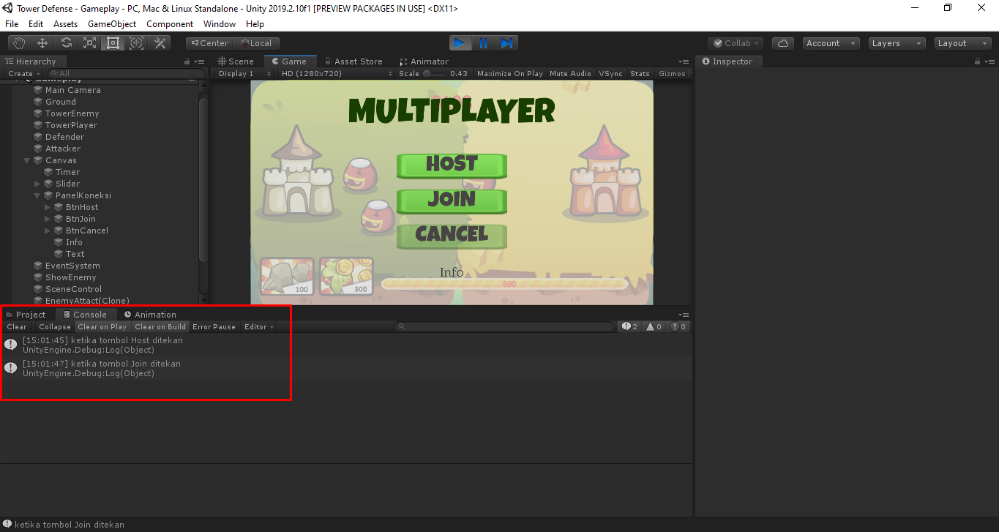 Tower Defense - Gameplay - PC, Mac & Linux Standalone - Unity 2019.2.10f1 [PREVIEW PACKAGES IN USE] <DX11>
File Edit Assets GameObject Component Window Help
Center Local Collab Account Layers Layout
Hierarchy
Create All
Gameplay
Main Camera
Ground
TowerEnemy
TowerPlayer
Defender
Attacker
Canvas
Timer
Slider
PanelKoneksi
BtnHost
BtnJoin
BtnCancel
Info
Text
EventSystem
ShowEnemy
SceneControl
EnemyAttact(Clone)
Scene Game Asset Store Animator
Display 1 HD (1280x720) Scale 0.43 Maximize On Play Mute Audio VSync Stats Gizmos
MULTIPLAYER
HOST
JOIN
CANCEL
Info
100 300 800
Inspector
Project Console Animation
Clear Collapse Clear on Play Clear on Build Error Pause Editor 2 0 0
[15:01:45] ketika tombol Host ditekan
UnityEngine.Debug:Log(Object)
[15:01:47] ketika tombol Join ditekan
UnityEngine.Debug:Log(Object)
ketika tombol Join ditekan